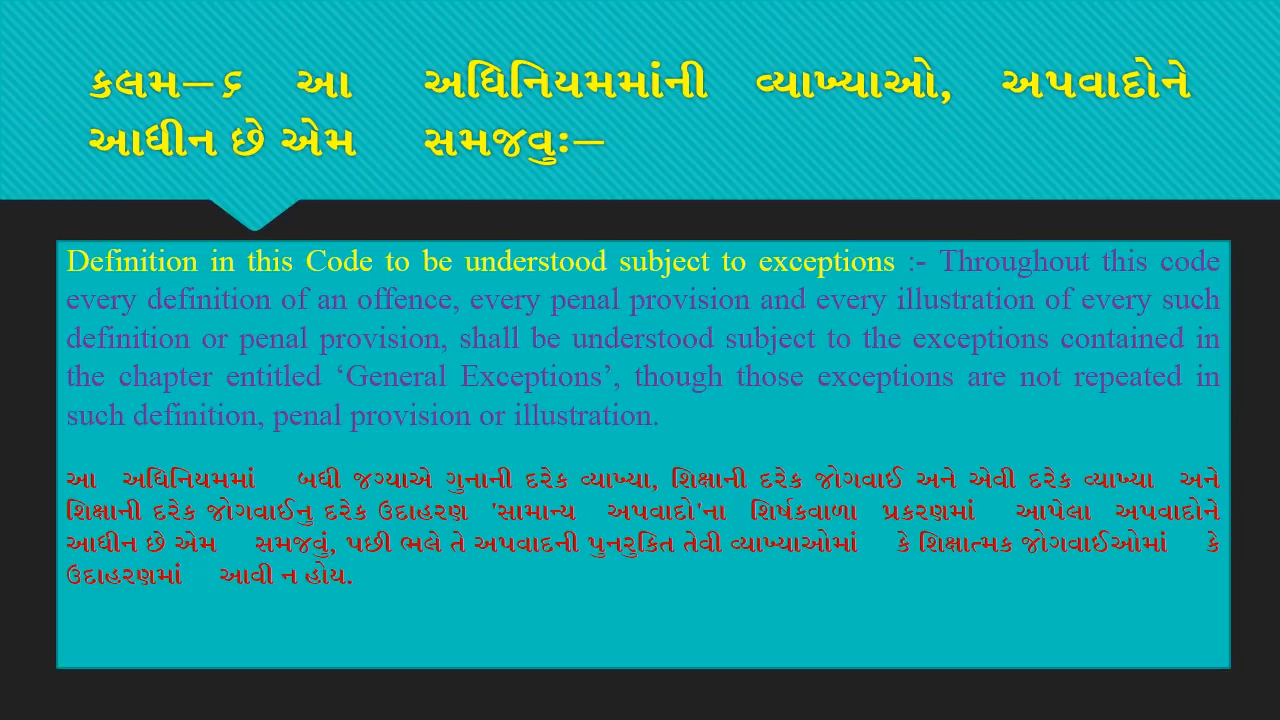 કલમ–૬ આ અધિનિયમમાંની વ્યાખ્યાઓ, અપવાદોને
આધીન છે એમ સમજવુઃ–
Definition in this Code to be understood subject to exceptions :- Throughout this code
every definition of an offence, every penal provision and every illustration of every such
definition or penal provision, shall be understood subject to the exceptions contained in
the chapter entitled ‘General Exceptions’, though those exceptions are not repeated in
such definition, penal provision or illustration.
આ અધિનિયમમાં બધી જગ્યાએ ગુનાની દરેક વ્યાખ્યા, શિક્ષાની દરેક જોગવાઈ અને એવી દરેક વ્યાખ્યા અને
શિક્ષાની દરેક જોગવાઈનુ દરેક ઉદાહરણ 'સામાન્ય અપવાદો'ના શિર્ષકવાળા પ્રકરણમાં આપેલા અપવાદોને
આધીન છે એમ સમજવું, પછી ભલે તે અપવાદની પુનરુકિત તેવી વ્યાખ્યાઓમાં કે શિક્ષાત્મક જોગવાઈઓમાં કે
ઉદાહરણમાં આવી ન હોય.